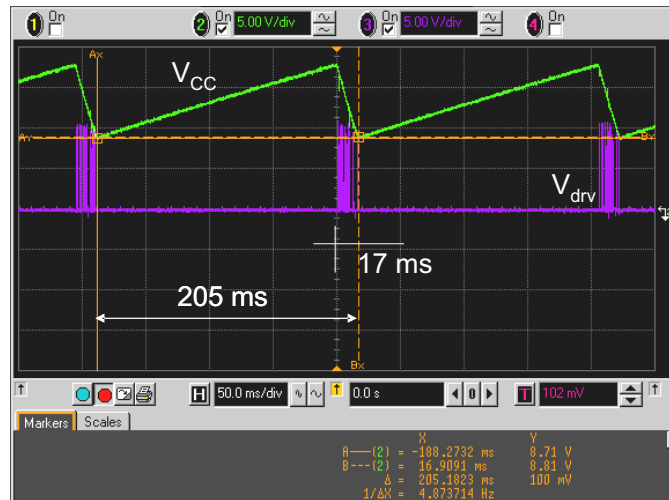 1 On 2 On 5.00 V/div 3 On 5.00 V/div 4 On
Ax
VCC
Ay Bx
Vdrv
17 ms
205 ms
Bx
H 50.0 ms/div 0.0 s 0 T 102 mV
Markers Scales
X Y
A——(2) = -188.2732 ms 8.71 V
B---(2) = 16.9091 ms 8.81 V
Δ = 205.1823 ms 100 mV
1/ΔX = 4.873714 Hz